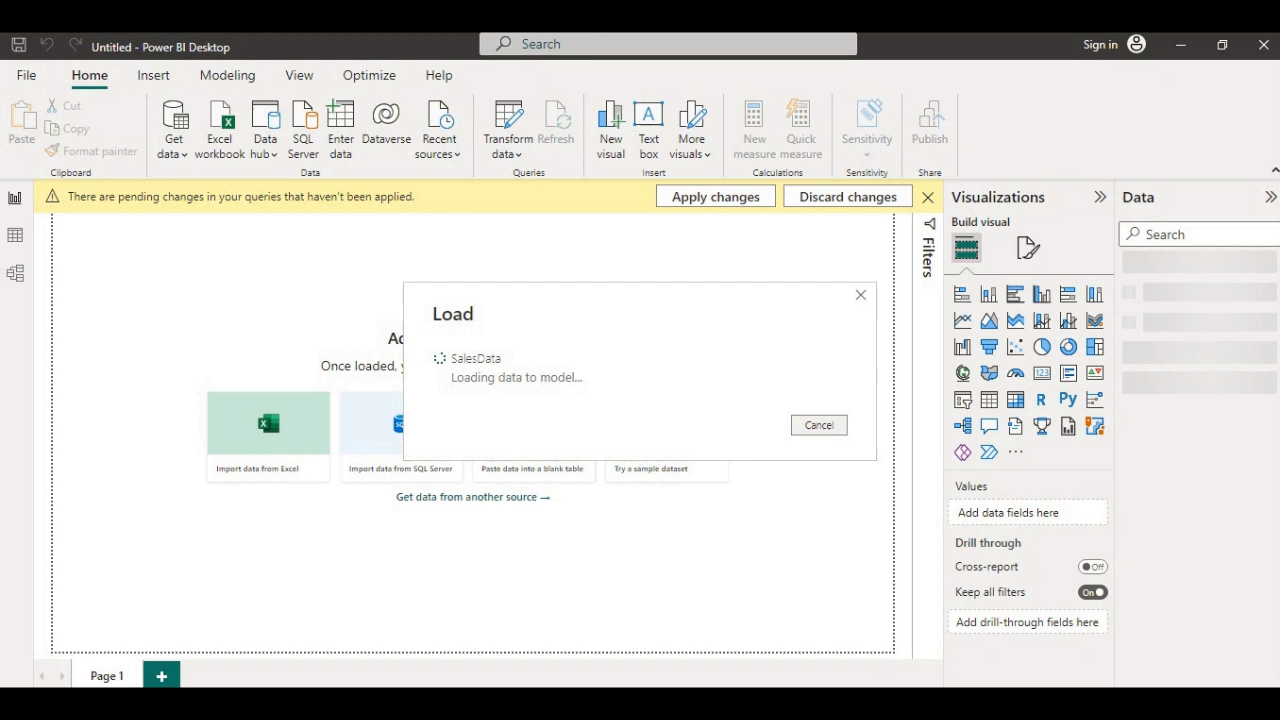 Untitled - Power BI Desktop
Search
Sign in
File Home Insert Modeling View Optimize Help
Paste
Cut
Copy
Format painter
Clipboard
Get data
Excel workbook
Data hub
SQL Server
Enter data
Dataverse
Recent sources
Data
Transform data
Refresh
Queries
New visual
Text box
More visuals
Insert
New measure
Quick measure
Calculations
Sensitivity
Sensitivity
Publish
Share
There are pending changes in your queries that haven't been applied.
Apply changes
Discard changes
Filters
Once loaded,
Load
SalesData
Loading data to model...
Cancel
Import data from Excel
Import data from SQL Server
Paste data into a blank table
Try a sample dataset
Get data from another source →
Page 1
Visualizations
Build visual
123
R
Py
Values
Add data fields here
Drill through
Cross-report
Off
Keep all filters
On
Add drill-through fields here
Data
Search